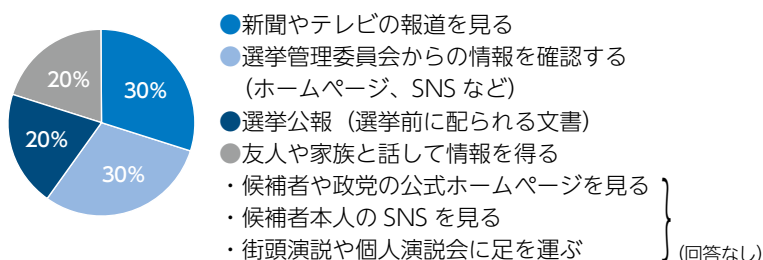 30%
30%
20%
20%
●新聞やテレビの報道を見る
●選挙管理委員会からの情報を確認する
（ホームページ、SNS など）
●選挙公報（選挙前に配られる文書）
●友人や家族と話して情報を得る
・候補者や政党の公式ホームページを見る
・候補者本人の SNS を見る
・街頭演説や個人演説会に足を運ぶ
（回答なし）